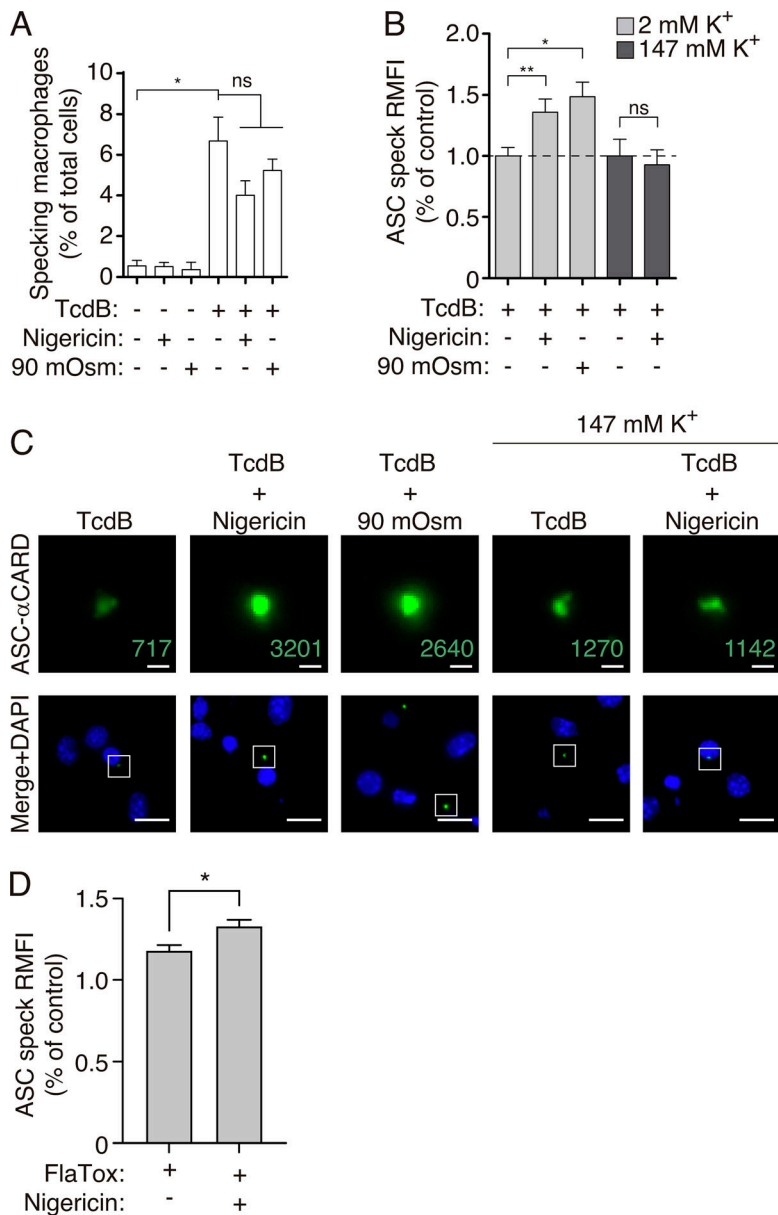 A
Specking macrophages
(% of total cells)
10
8
6
4
2
0
*
ns
TcdB: - - - + + +
Nigericin: - + - - + -
90 mOsm: - - + - - +
B
2 mM K+
147 mM K+
ASC speck RMFI
(% of control)
2.0
1.5
1.0
0.5
0
**
*
ns
TcdB: + + + + +
Nigericin: - + - - +
90 mOsm: - - + - -
C
147 mM K+
TcdB
TcdB
+
Nigericin
TcdB
+
90 mOsm
TcdB
TcdB
+
Nigericin
ASC-αCARD
717
3201
2640
1270
1142
Merge+DAPI
D
ASC speck RMFI
(% of control)
1.5
1.0
0.5
0
*
FlaTox: + +
Nigericin: - +